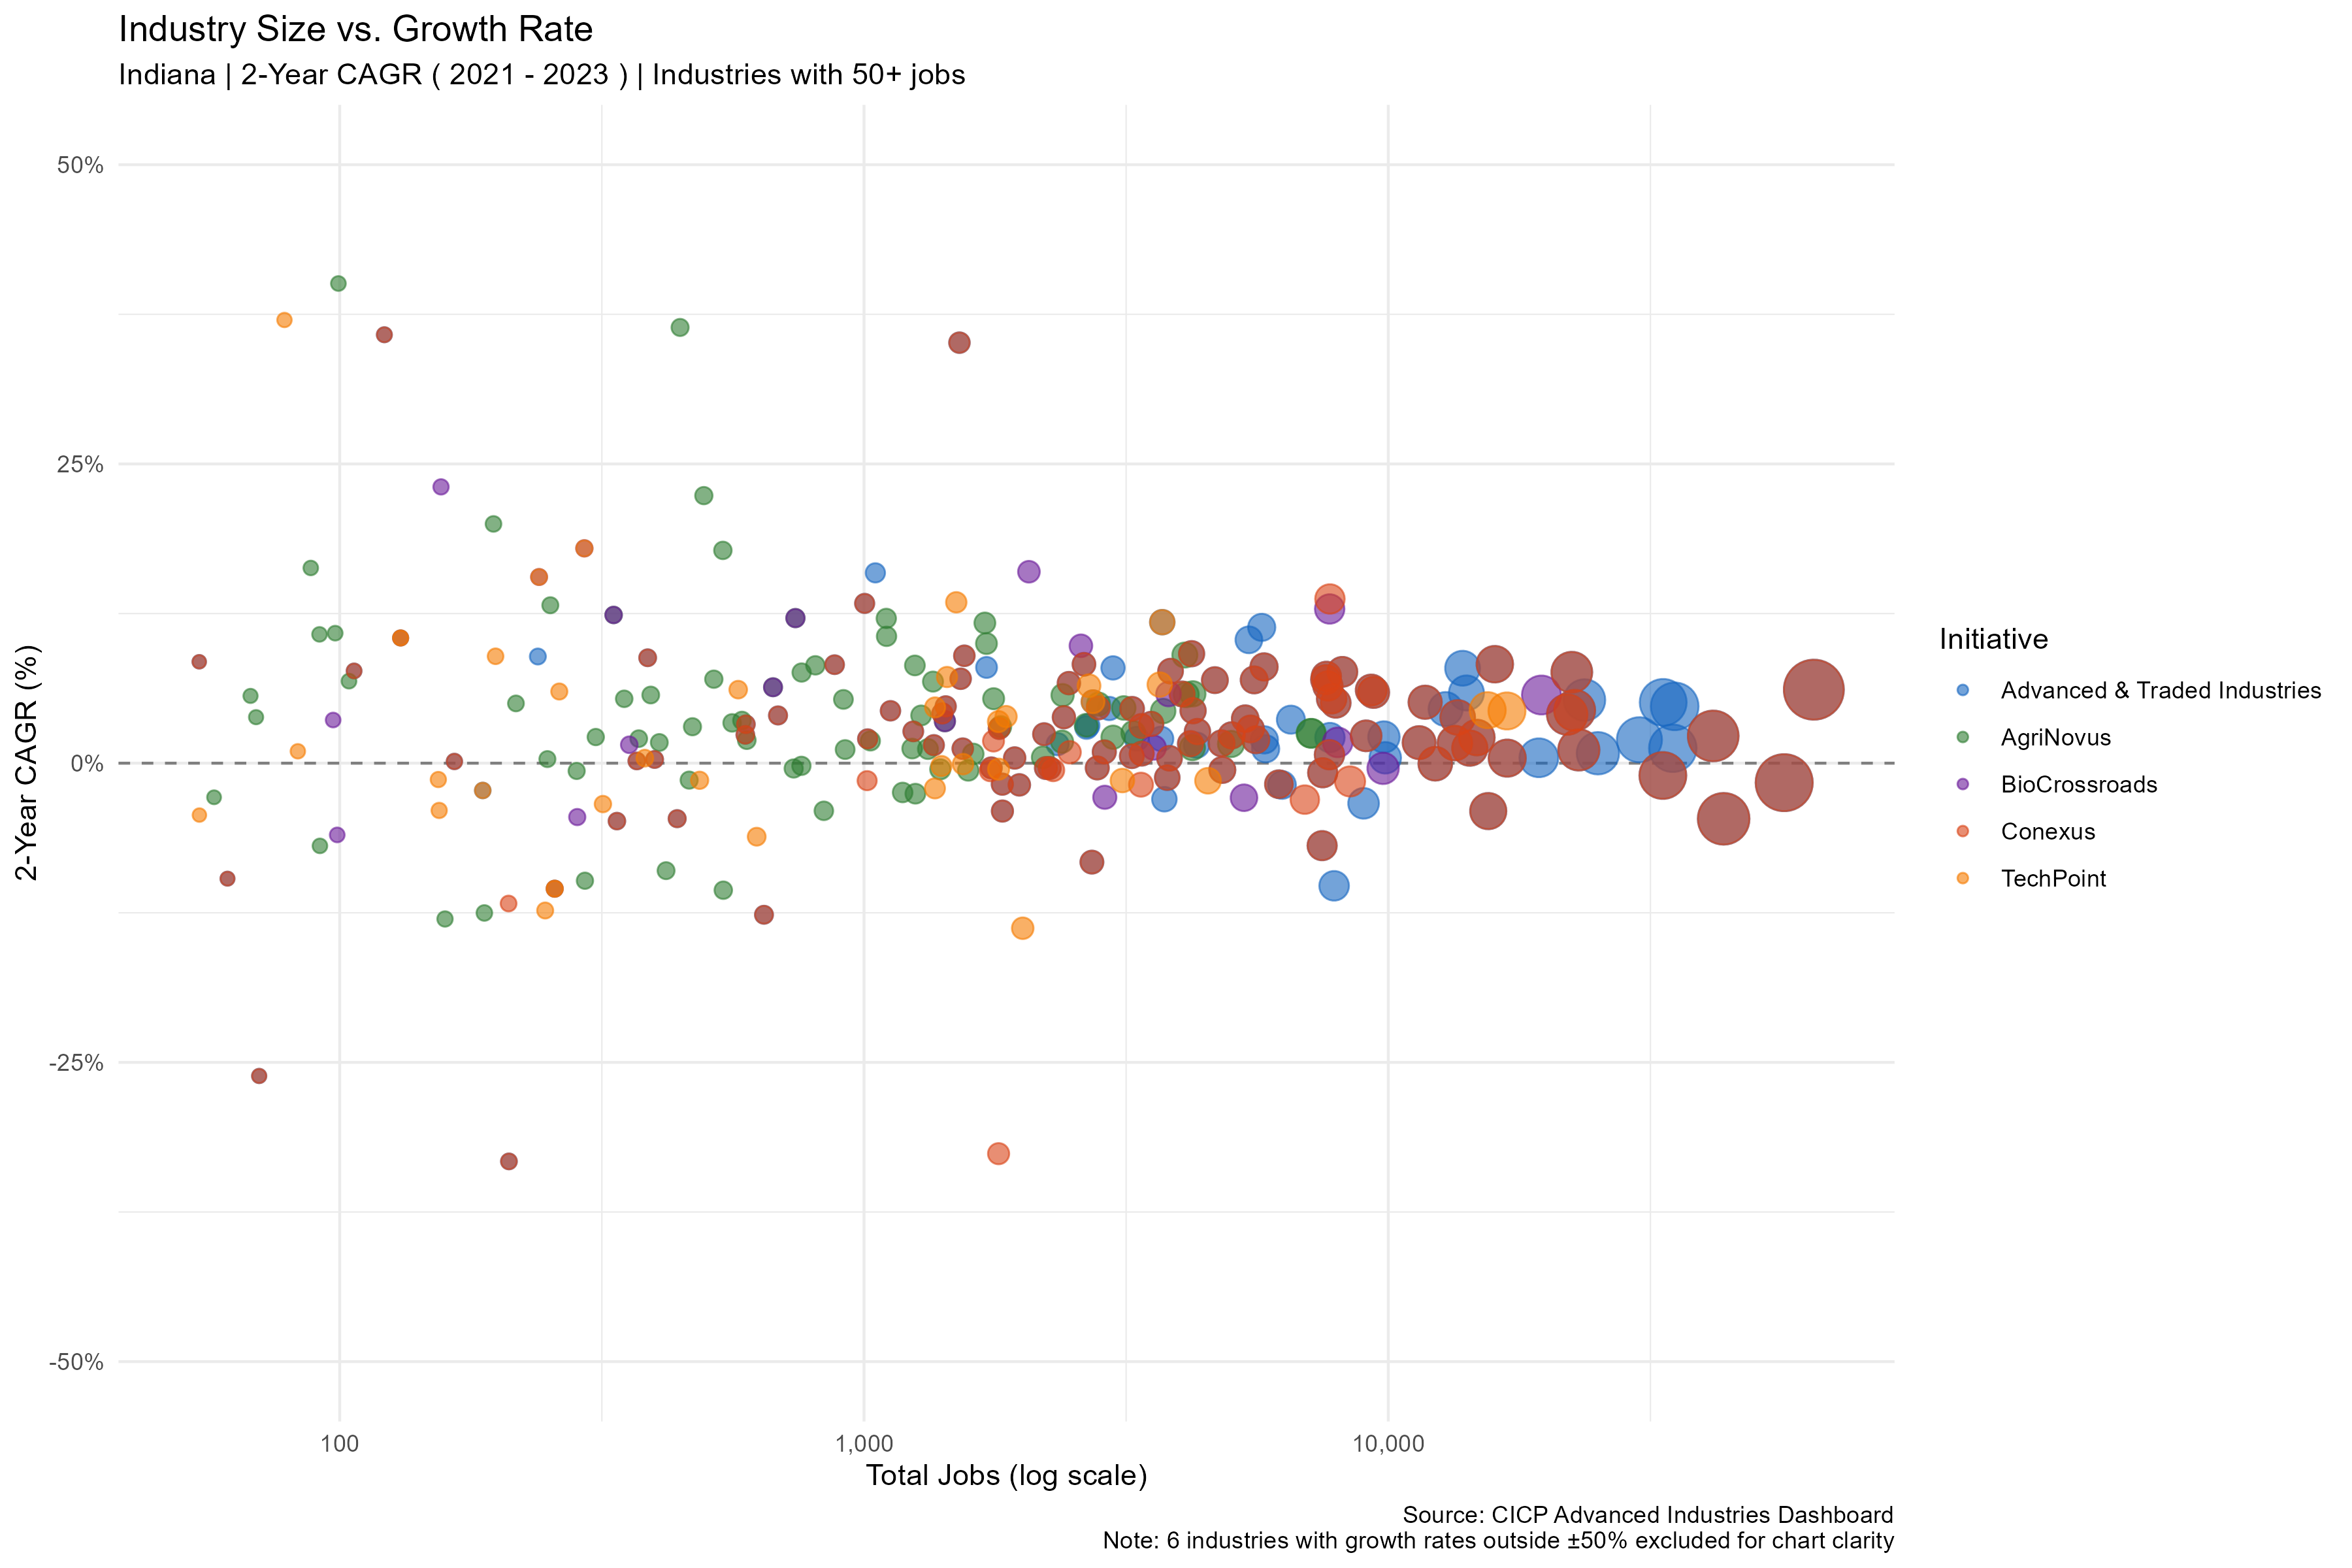 Industry Size vs. Growth Rate
Indiana | 2-Year CAGR ( 2021 - 2023 ) | Industries with 50+ jobs
2-Year CAGR (%)
50%
25%
0%
-25%
-50%
100
1,000
10,000
Total Jobs (log scale)
Initiative
Advanced & Traded Industries
AgriNovus
BioCrossroads
Conexus
TechPoint
Source: CICP Advanced Industries Dashboard
Note: 6 industries with growth rates outside ±50% excluded for chart clarity